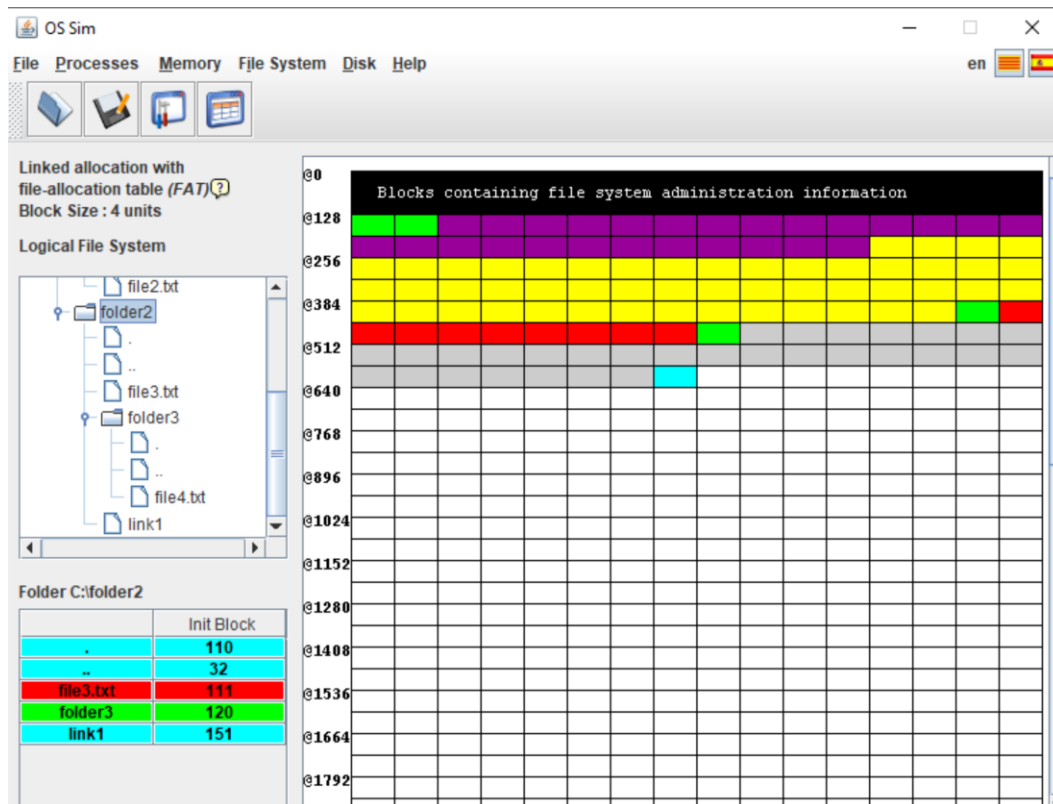 OS Sim
File Processes Memory File System Disk Help
en
Linked allocation with
file-allocation table (FAT)?
Block Size : 4 units
Logical File System
file2.txt
folder2
.
..
file3.txt
folder3
.
..
file4.txt
link1
Folder C:\folder2
Init Block
. 110
.. 32
file3.txt 111
folder3 120
link1 151
@0
Blocks containing file system administration information
@128
@256
@384
@512
@640
@768
@896
@1024
@1152
@1280
@1408
@1536
@1664
@1792